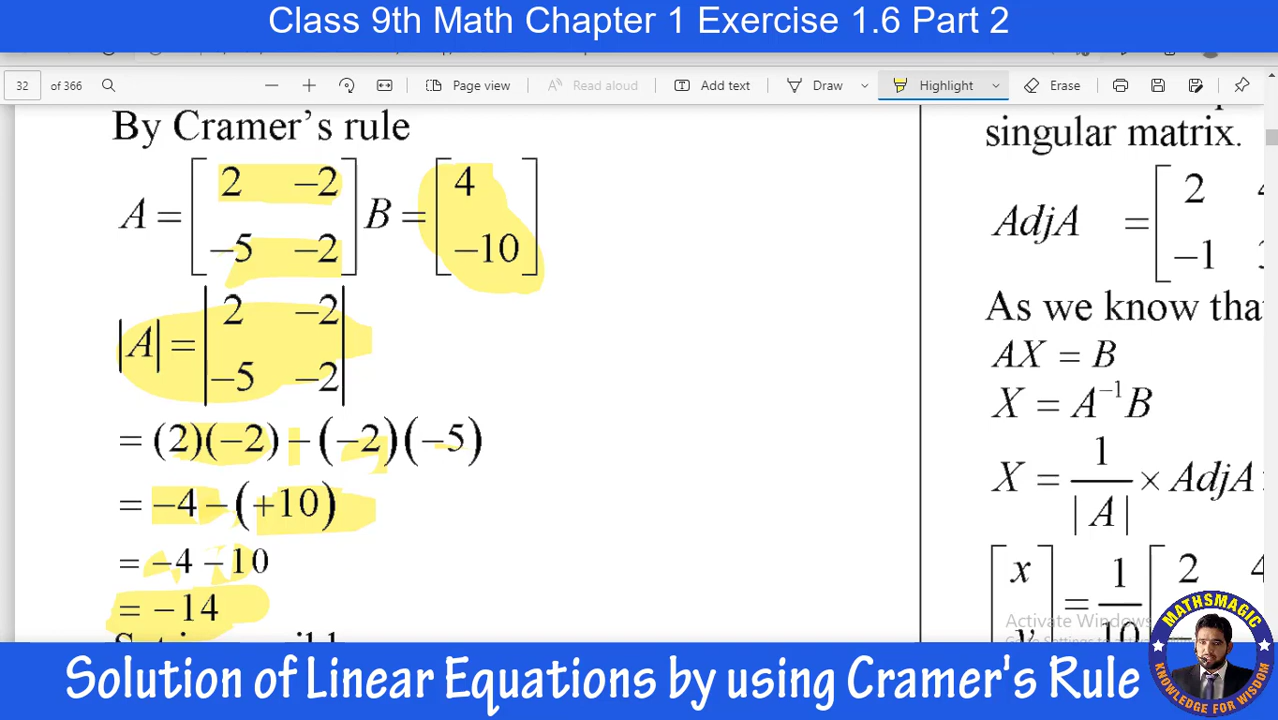 Class 9th Math Chapter 1 Exercise 1.6 Part 2
32 of 366 Page view Read aloud Add text Draw Highlight Erase
By Cramer's rule
A = [2 −2; −5 −2] B = [4; −10]
|A| = |2 −2; −5 −2|
= (2)(−2) − (−2)(−5)
= −4 − (+10)
= −4 − 10
= −14
singular matrix.
AdjA = [2; −1
As we know tha
AX = B
X = A⁻¹B
X = 1/|A| × AdjA
[x; y] = 1/10 [2
Activate Windows
MATHSMAGIC
KNOWLEDGE FOR WISDOM
Solution of Linear Equations by using Cramer's Rule